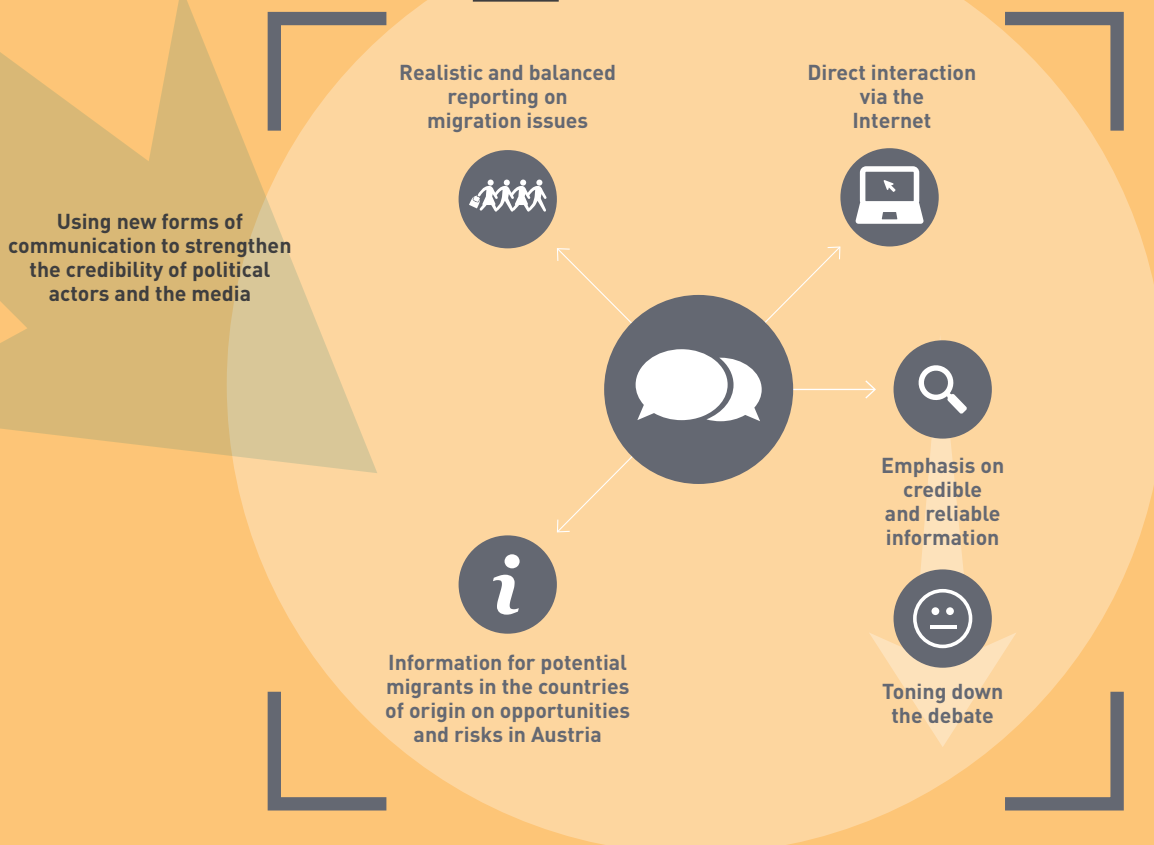 Realistic and balanced
reporting on
migration issues
Direct interaction
via the
Internet
Using new forms of
communication to strengthen
the credibility of political
actors and the media
Emphasis on
credible
and reliable
information
Information for potential
migrants in the countries
of origin on opportunities
and risks in Austria
Toning down
the debate